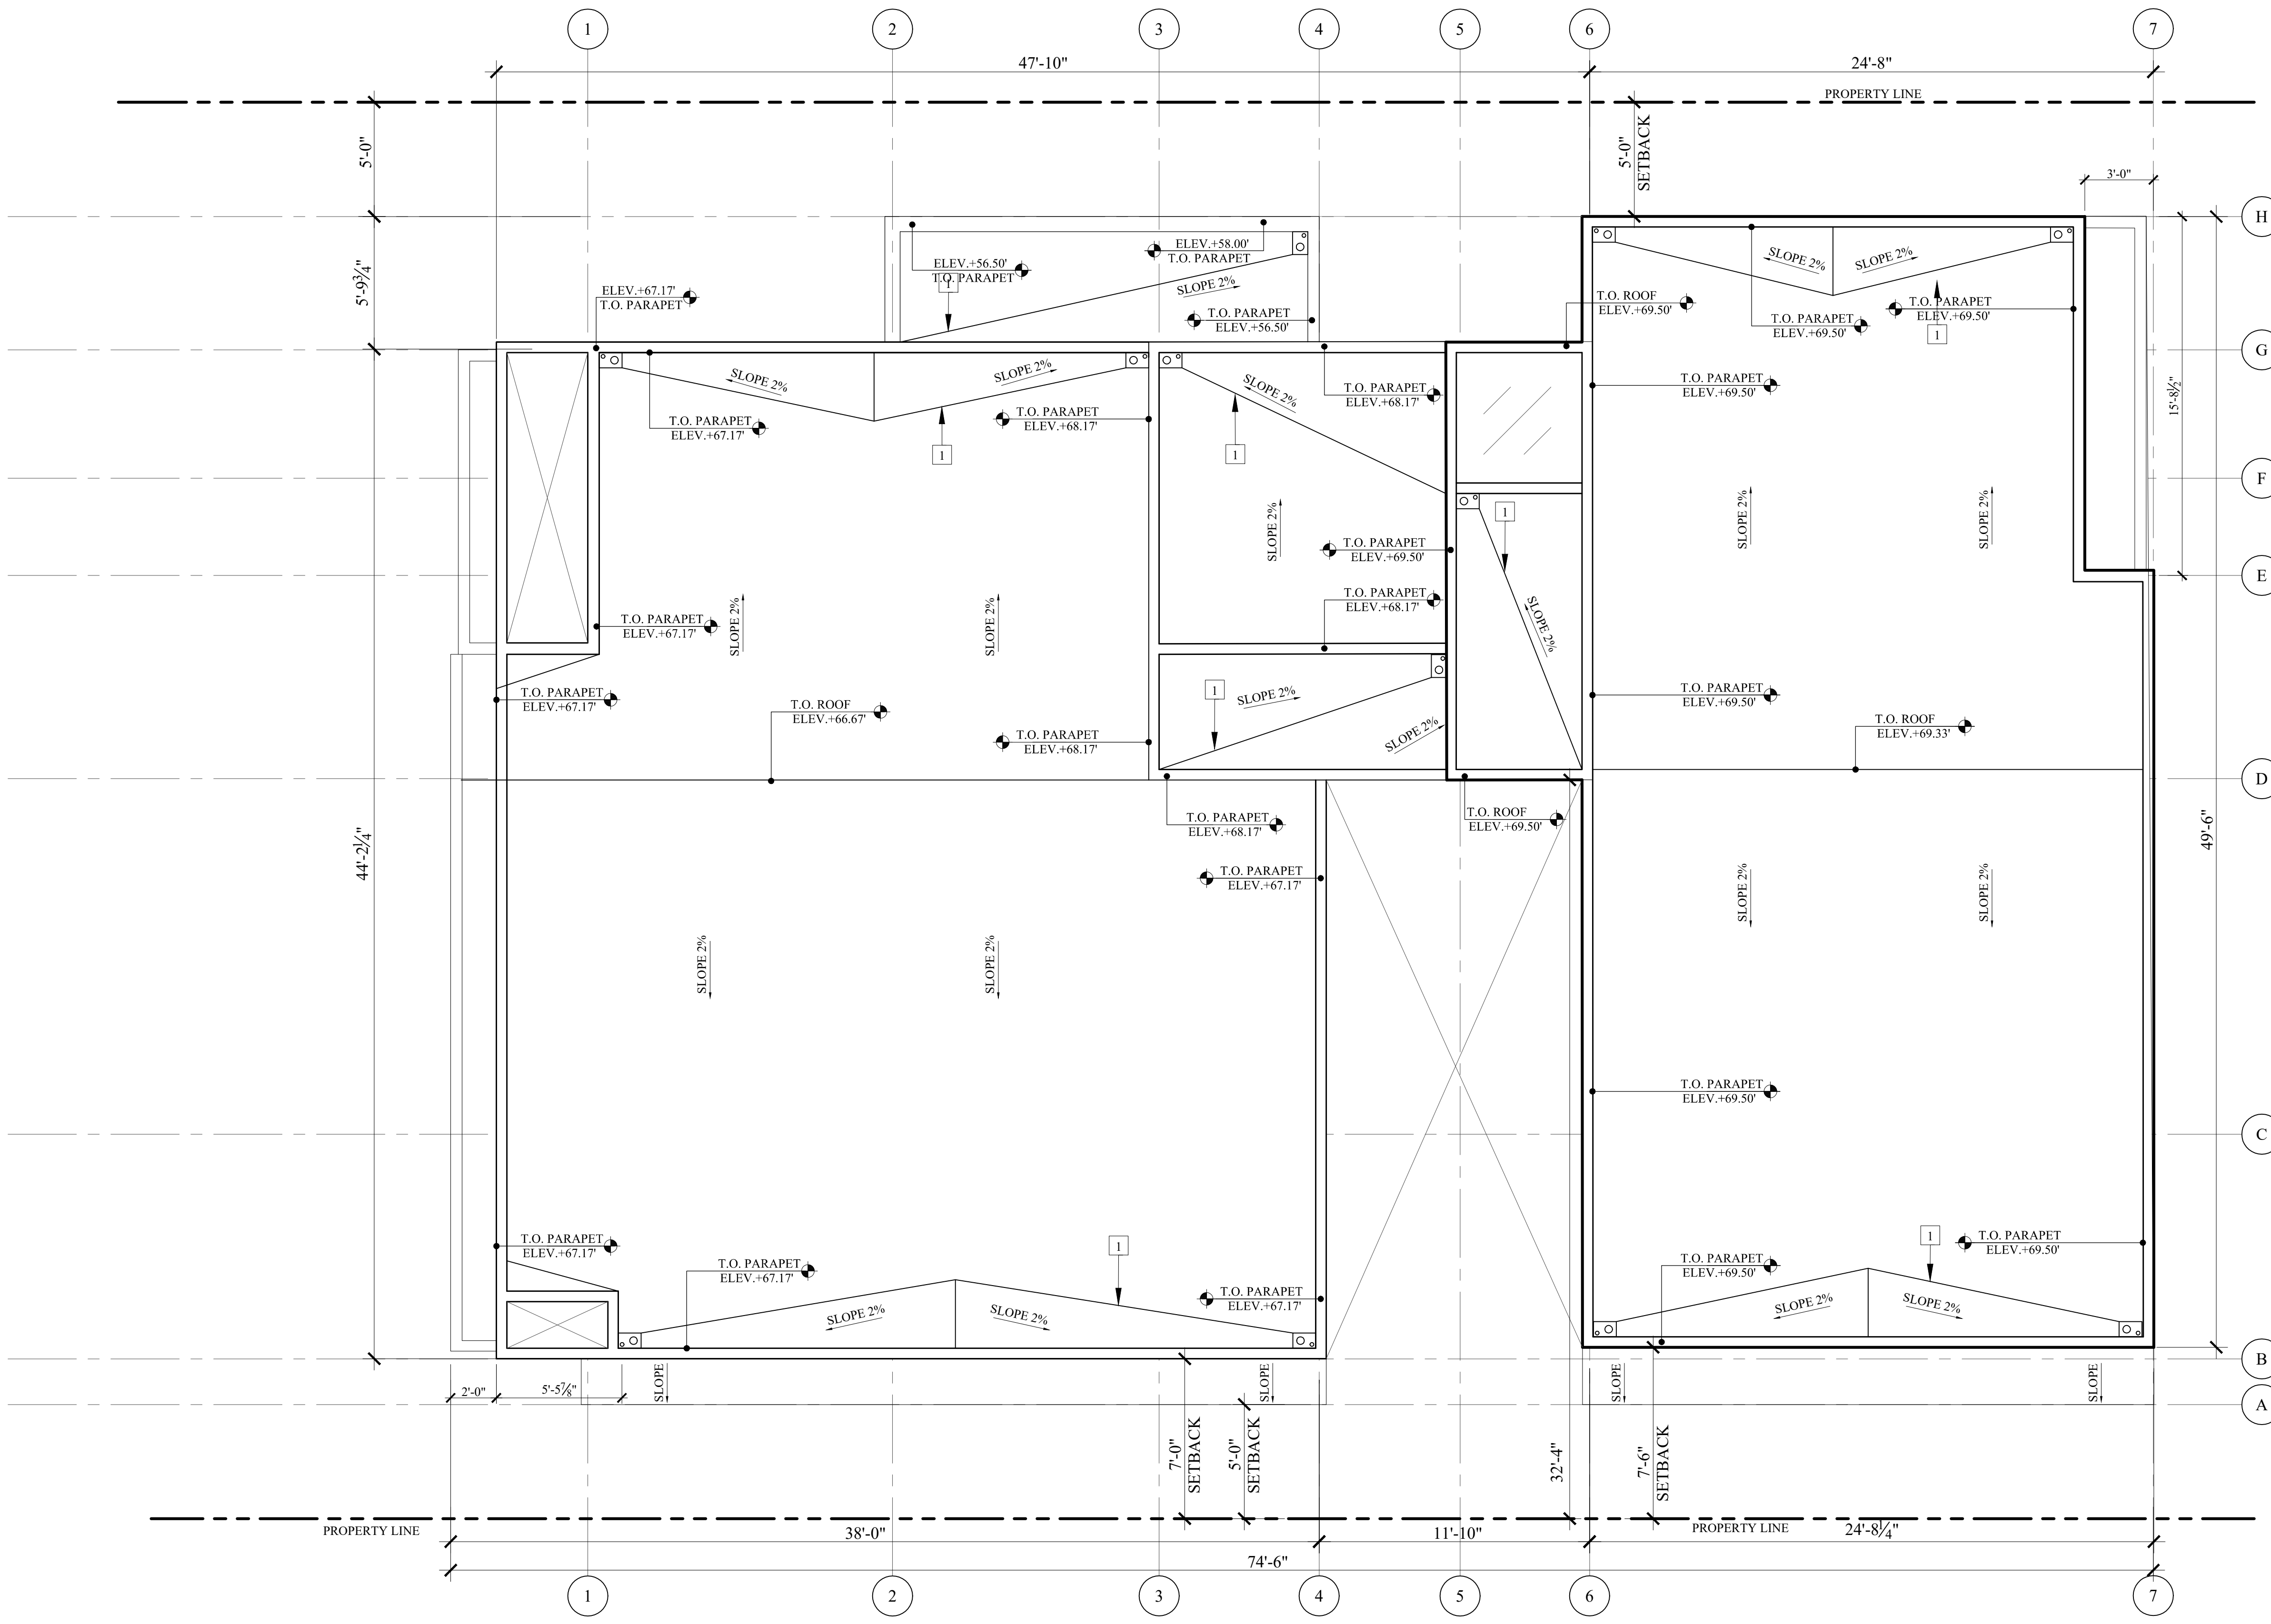 1
2
3
4
5
6
7
47'-10"
24'-8"
PROPERTY LINE
5'-0"
5'-0"
SETBACK
3'-0"
H
ELEV.+58.00'
T.O. PARAPET
ELEV.+56.50'
T.O. PARAPET
1
SLOPE 2%
SLOPE 2%
SLOPE 2%
5'-9¾"
ELEV.+67.17'
T.O. PARAPET
T.O. PARAPET
ELEV.+56.50'
T.O. ROOF
ELEV.+69.50'
T.O. PARAPET
ELEV.+69.50'
T.O. PARAPET
ELEV.+69.50'
1
G
SLOPE 2%
SLOPE 2%
SLOPE 2%
T.O. PARAPET
ELEV.+68.17'
T.O. PARAPET
ELEV.+69.50'
15'-8½"
T.O. PARAPET
ELEV.+67.17'
T.O. PARAPET
ELEV.+68.17'
1
1
F
SLOPE 2%
1
SLOPE 2%
SLOPE 2%
T.O. PARAPET
ELEV.+69.50'
E
T.O. PARAPET
ELEV.+67.17'
SLOPE 2%
SLOPE 2%
T.O. PARAPET
ELEV.+68.17'
SLOPE 2%
T.O. PARAPET
ELEV.+67.17'
1
SLOPE 2%
T.O. PARAPET
ELEV.+69.50'
T.O. ROOF
ELEV.+66.67'
T.O. PARAPET
ELEV.+68.17'
SLOPE 2%
T.O. ROOF
ELEV.+69.33'
D
44'-2¼"
T.O. PARAPET
ELEV.+68.17'
T.O. ROOF
ELEV.+69.50'
49'-6"
T.O. PARAPET
ELEV.+67.17'
SLOPE 2%
SLOPE 2%
SLOPE 2%
SLOPE 2%
T.O. PARAPET
ELEV.+69.50'
C
T.O. PARAPET
ELEV.+67.17'
1
T.O. PARAPET
ELEV.+67.17'
T.O. PARAPET
ELEV.+67.17'
1
T.O. PARAPET
ELEV.+69.50'
T.O. PARAPET
ELEV.+69.50'
SLOPE 2%
SLOPE 2%
SLOPE 2%
SLOPE 2%
B
2'-0"
5'-5⅞"
SLOPE
SLOPE
SLOPE
SLOPE
A
7'-0"
SETBACK
5'-0"
SETBACK
32'-4"
7'-6"
SETBACK
PROPERTY LINE
PROPERTY LINE
38'-0"
11'-10"
24'-8¼"
74'-6"
1
2
3
4
5
6
7